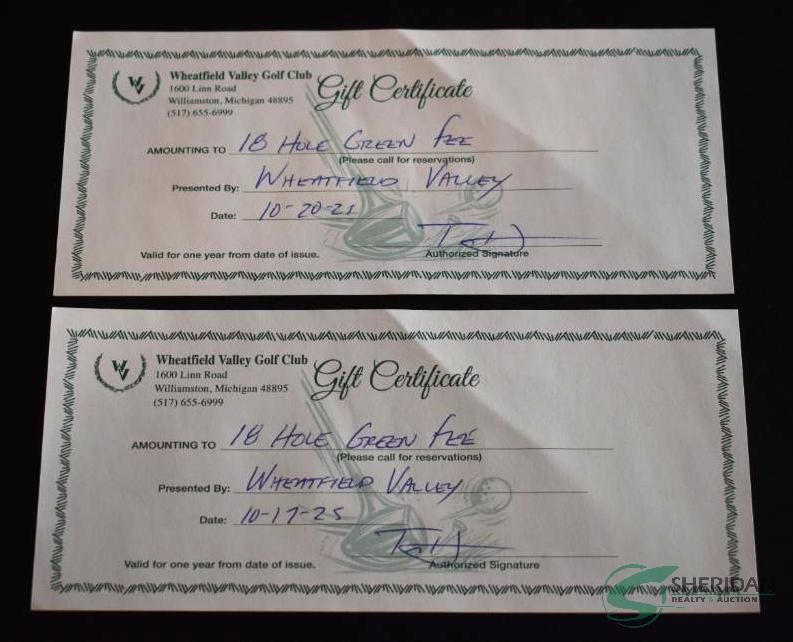 WV
Wheatfield Valley Golf Club
1600 Linn Road
Williamston, Michigan 48895
(517) 655-6999
Gift Certificate
AMOUNTING TO 18 HOLE GREEN FEE
(Please call for reservations)
Presented By: WHEATFIELD VALLEY
Date: 10-20-25
Valid for one year from date of issue.
Authorized Signature
WV
Wheatfield Valley Golf Club
1600 Linn Road
Williamston, Michigan 48895
(517) 655-6999
Gift Certificate
AMOUNTING TO 18 HOLE GREEN FEE
(Please call for reservations)
Presented By: WHEATFIELD VALLEY
Date: 10-17-25
Valid for one year from date of issue.
Authorized Signature
SHERIDAN
REALTY & AUCTION